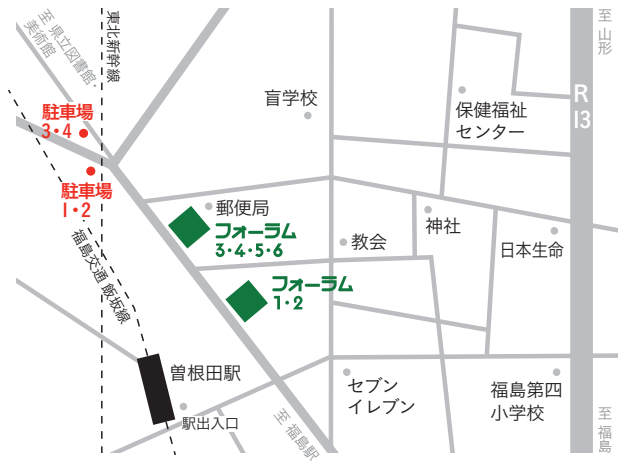 至 県立図書館・
美術館
東北新幹線
至 山形
R
13
駐車場
3・4
盲学校
保健福祉
センター
駐車場
1・2
郵便局
フォーラム
3・4・5・6
教会
神社
日本生命
福島交通 飯坂線
フォーラム
1・2
曽根田駅
セブン
イレブン
福島第四
小学校
駅出入口
至 福島駅
至 福島